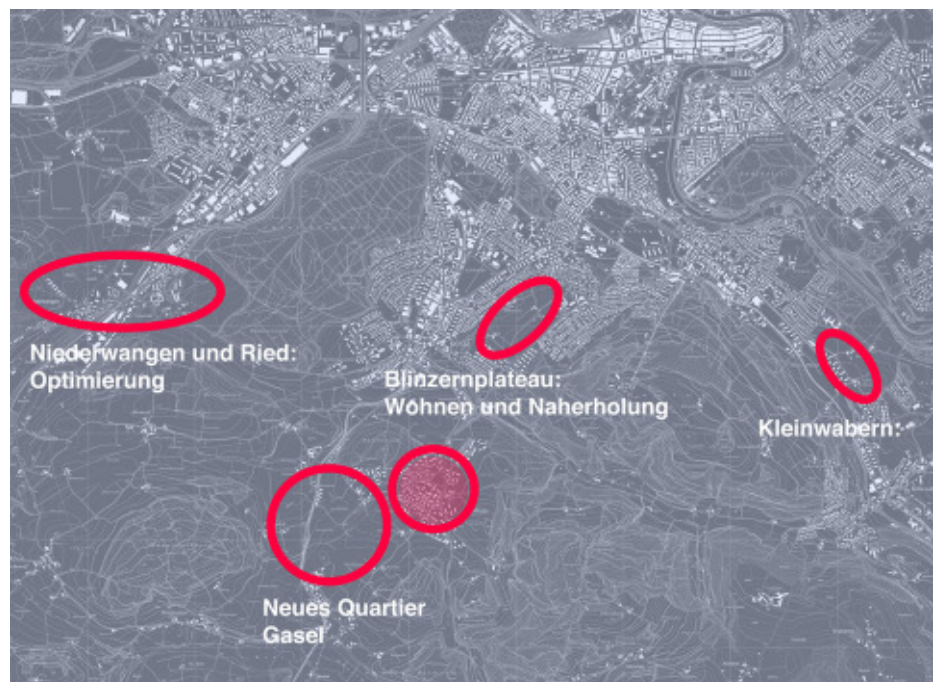 Niederwangen und Ried:
Optimierung
Blinzernplateau:
Wohnen und Naherholung
Kleinwabern:
Neues Quartier
Gasel